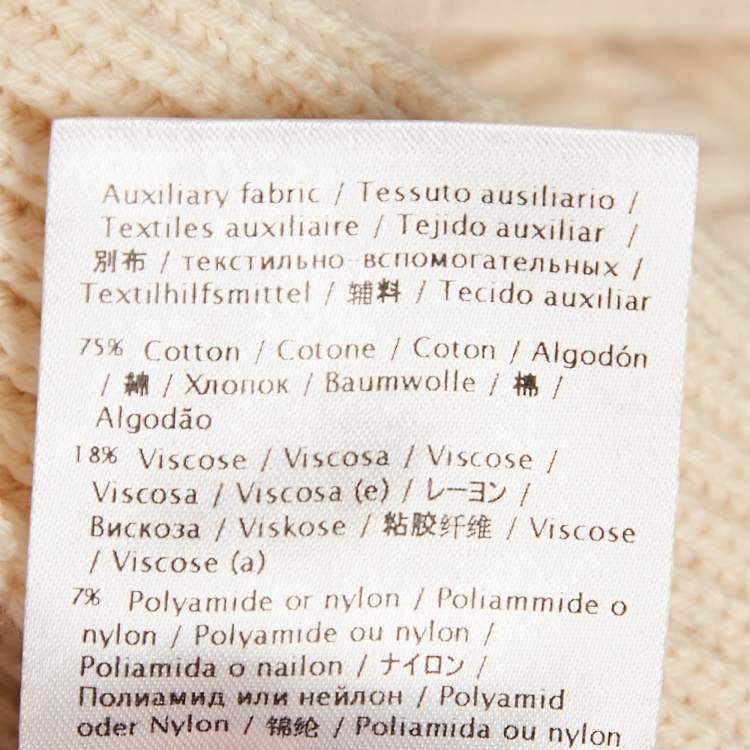 Auxiliary fabric / Tessuto ausiliario /
Textiles auxiliaire / Tejido auxiliar /
別布 / текстильно-вспомогательных /
Textilhilfsmittel / 辅料 / Tecido auxiliar
75% Cotton / Cotone / Coton / Algodón
/ 綿 / Хлопок / Baumwolle / 棉 /
Algodão
18% Viscose / Viscosa / Viscose /
Viscosa / Viscosa (e) / レーヨン /
Вискоза / Viskose / 粘胶纤维 / Viscose
/ Viscose (a)
7% Polyamide or nylon / Poliammide o
nylon / Polyamide ou nylon /
Poliamida o nailon / ナイロン /
Полиамид или нейлон / Polyamid
oder Nylon / 锦纶 / Poliamida ou nylon